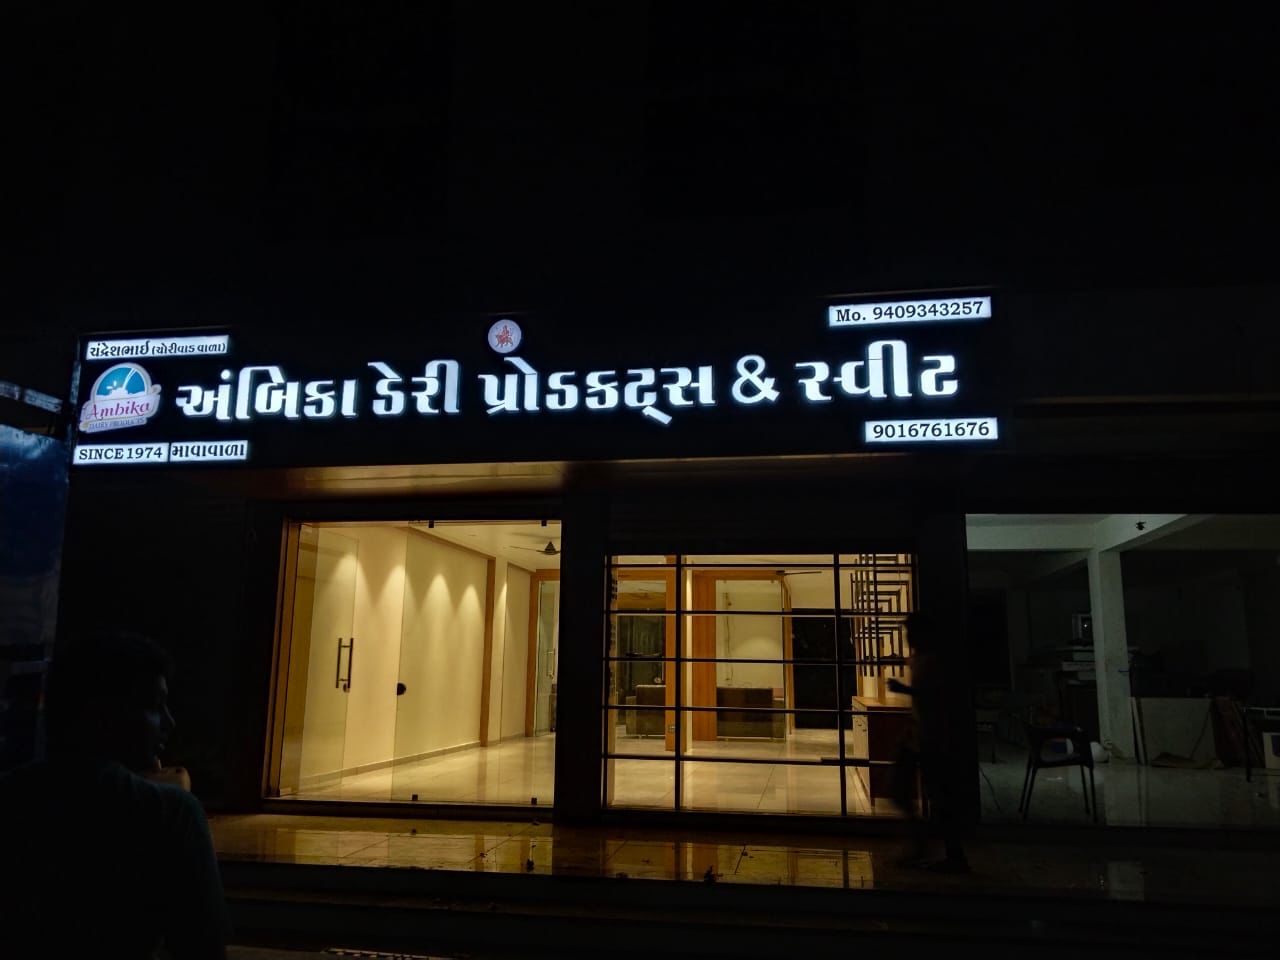 Mo. 9409343257
ચંદ્રેશભાઈ (ચોરીવાડ વાળા)
અંબિકા ડેરી પ્રોડકટ્સ & સ્વીટ
Ambika
DAIRY PRODUCTS
9016761676
SINCE 1974 માવાવાળા